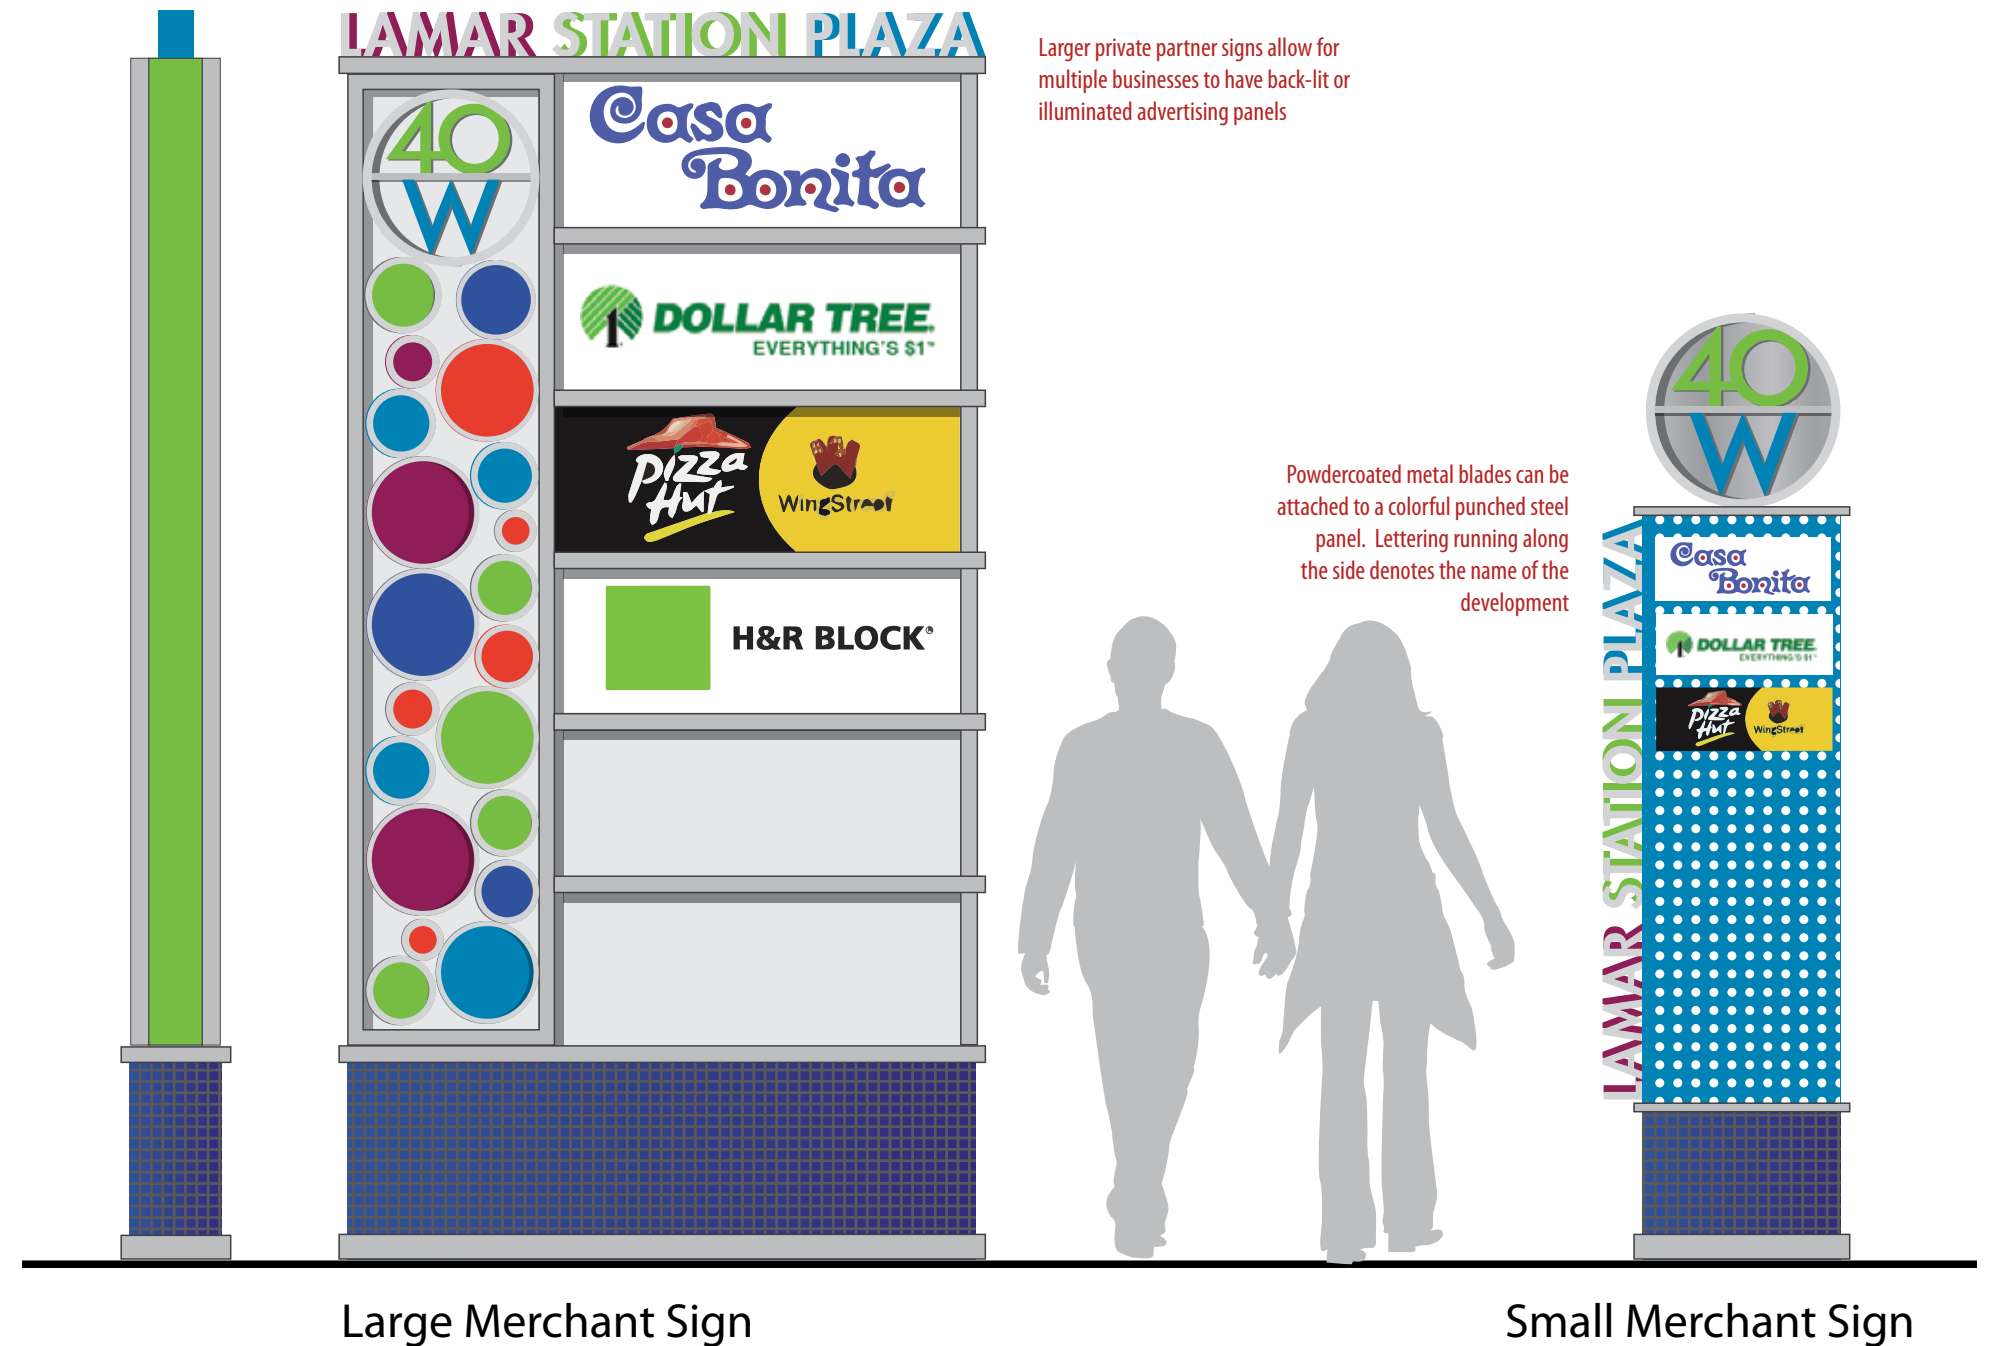 LAMAR STATION PLAZA
40
W
Casa
Bonita
DOLLAR TREE.
EVERYTHING'S $1™
Pizza
Hut
WingStreet
H&R BLOCK®
Larger private partner signs allow for
multiple businesses to have back-lit or
illuminated advertising panels
Powdercoated metal blades can be
attached to a colorful punched steel
panel. Lettering running along
the side denotes the name of the
development
40
W
LAMAR STATION PLAZA
Casa
Bonita
DOLLAR TREE.
EVERYTHING'S $1™
Pizza
Hut
WingStreet
Large Merchant Sign
Small Merchant Sign